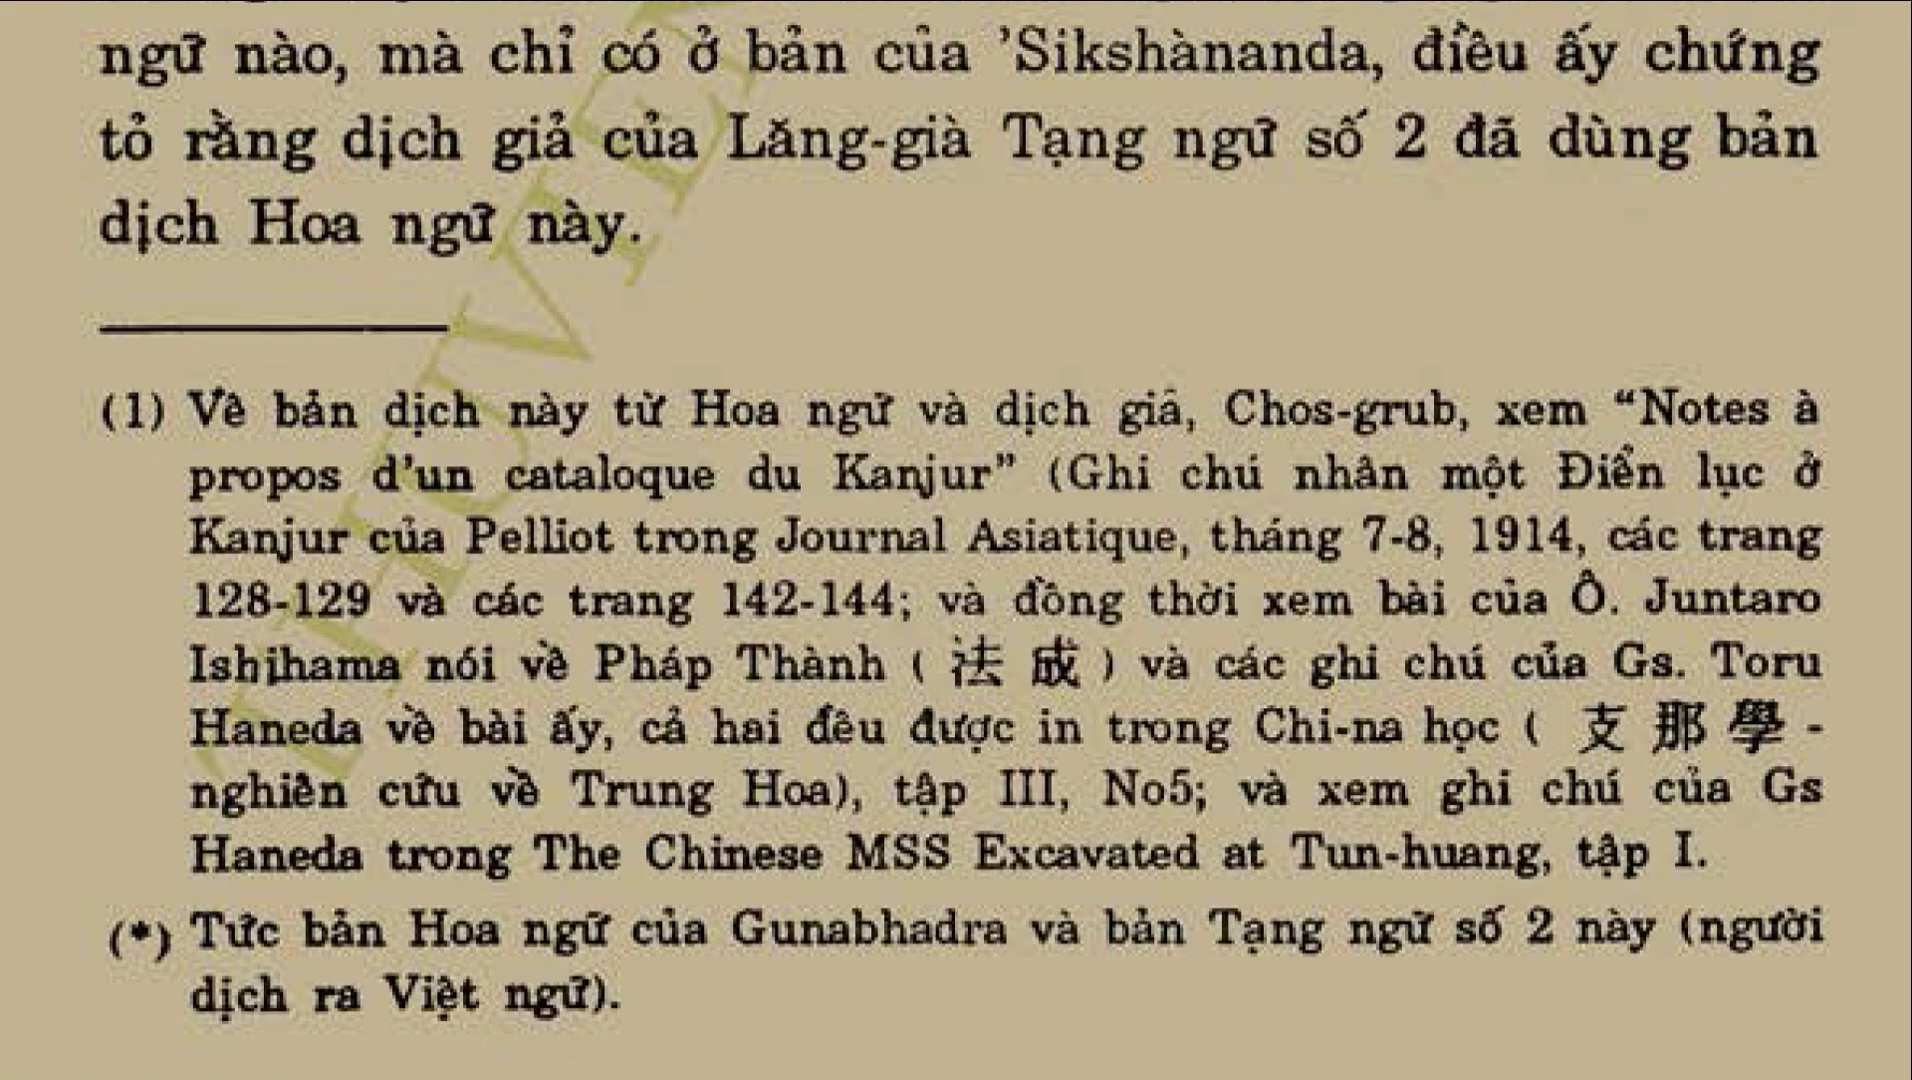 ngữ nào, mà chỉ có ở bản của ’Sikshànanda, điều ấy chứng
tỏ rằng dịch giả của Lăng-già Tạng ngữ số 2 đã dùng bản
dịch Hoa ngữ này.
(1) Về bản dịch này từ Hoa ngữ và dịch giả, Chos-grub, xem “Notes à
propos d’un cataloque du Kanjur” (Ghi chú nhân một Điển lục ở
Kanjur của Pelliot trong Journal Asiatique, tháng 7-8, 1914, các trang
128-129 và các trang 142-144; và đồng thời xem bài của Ô. Juntaro
Ishihama nói về Pháp Thành ( 法 成 ) và các ghi chú của Gs. Toru
Haneda về bài ấy, cả hai đều được in trong Chi-na học ( 支 那 學 -
nghiên cứu về Trung Hoa), tập III, No5; và xem ghi chú của Gs
Haneda trong The Chinese MSS Excavated at Tun-huang, tập I.
(*) Tức bản Hoa ngữ của Gunabhadra và bản Tạng ngữ số 2 này (người
dịch ra Việt ngữ).